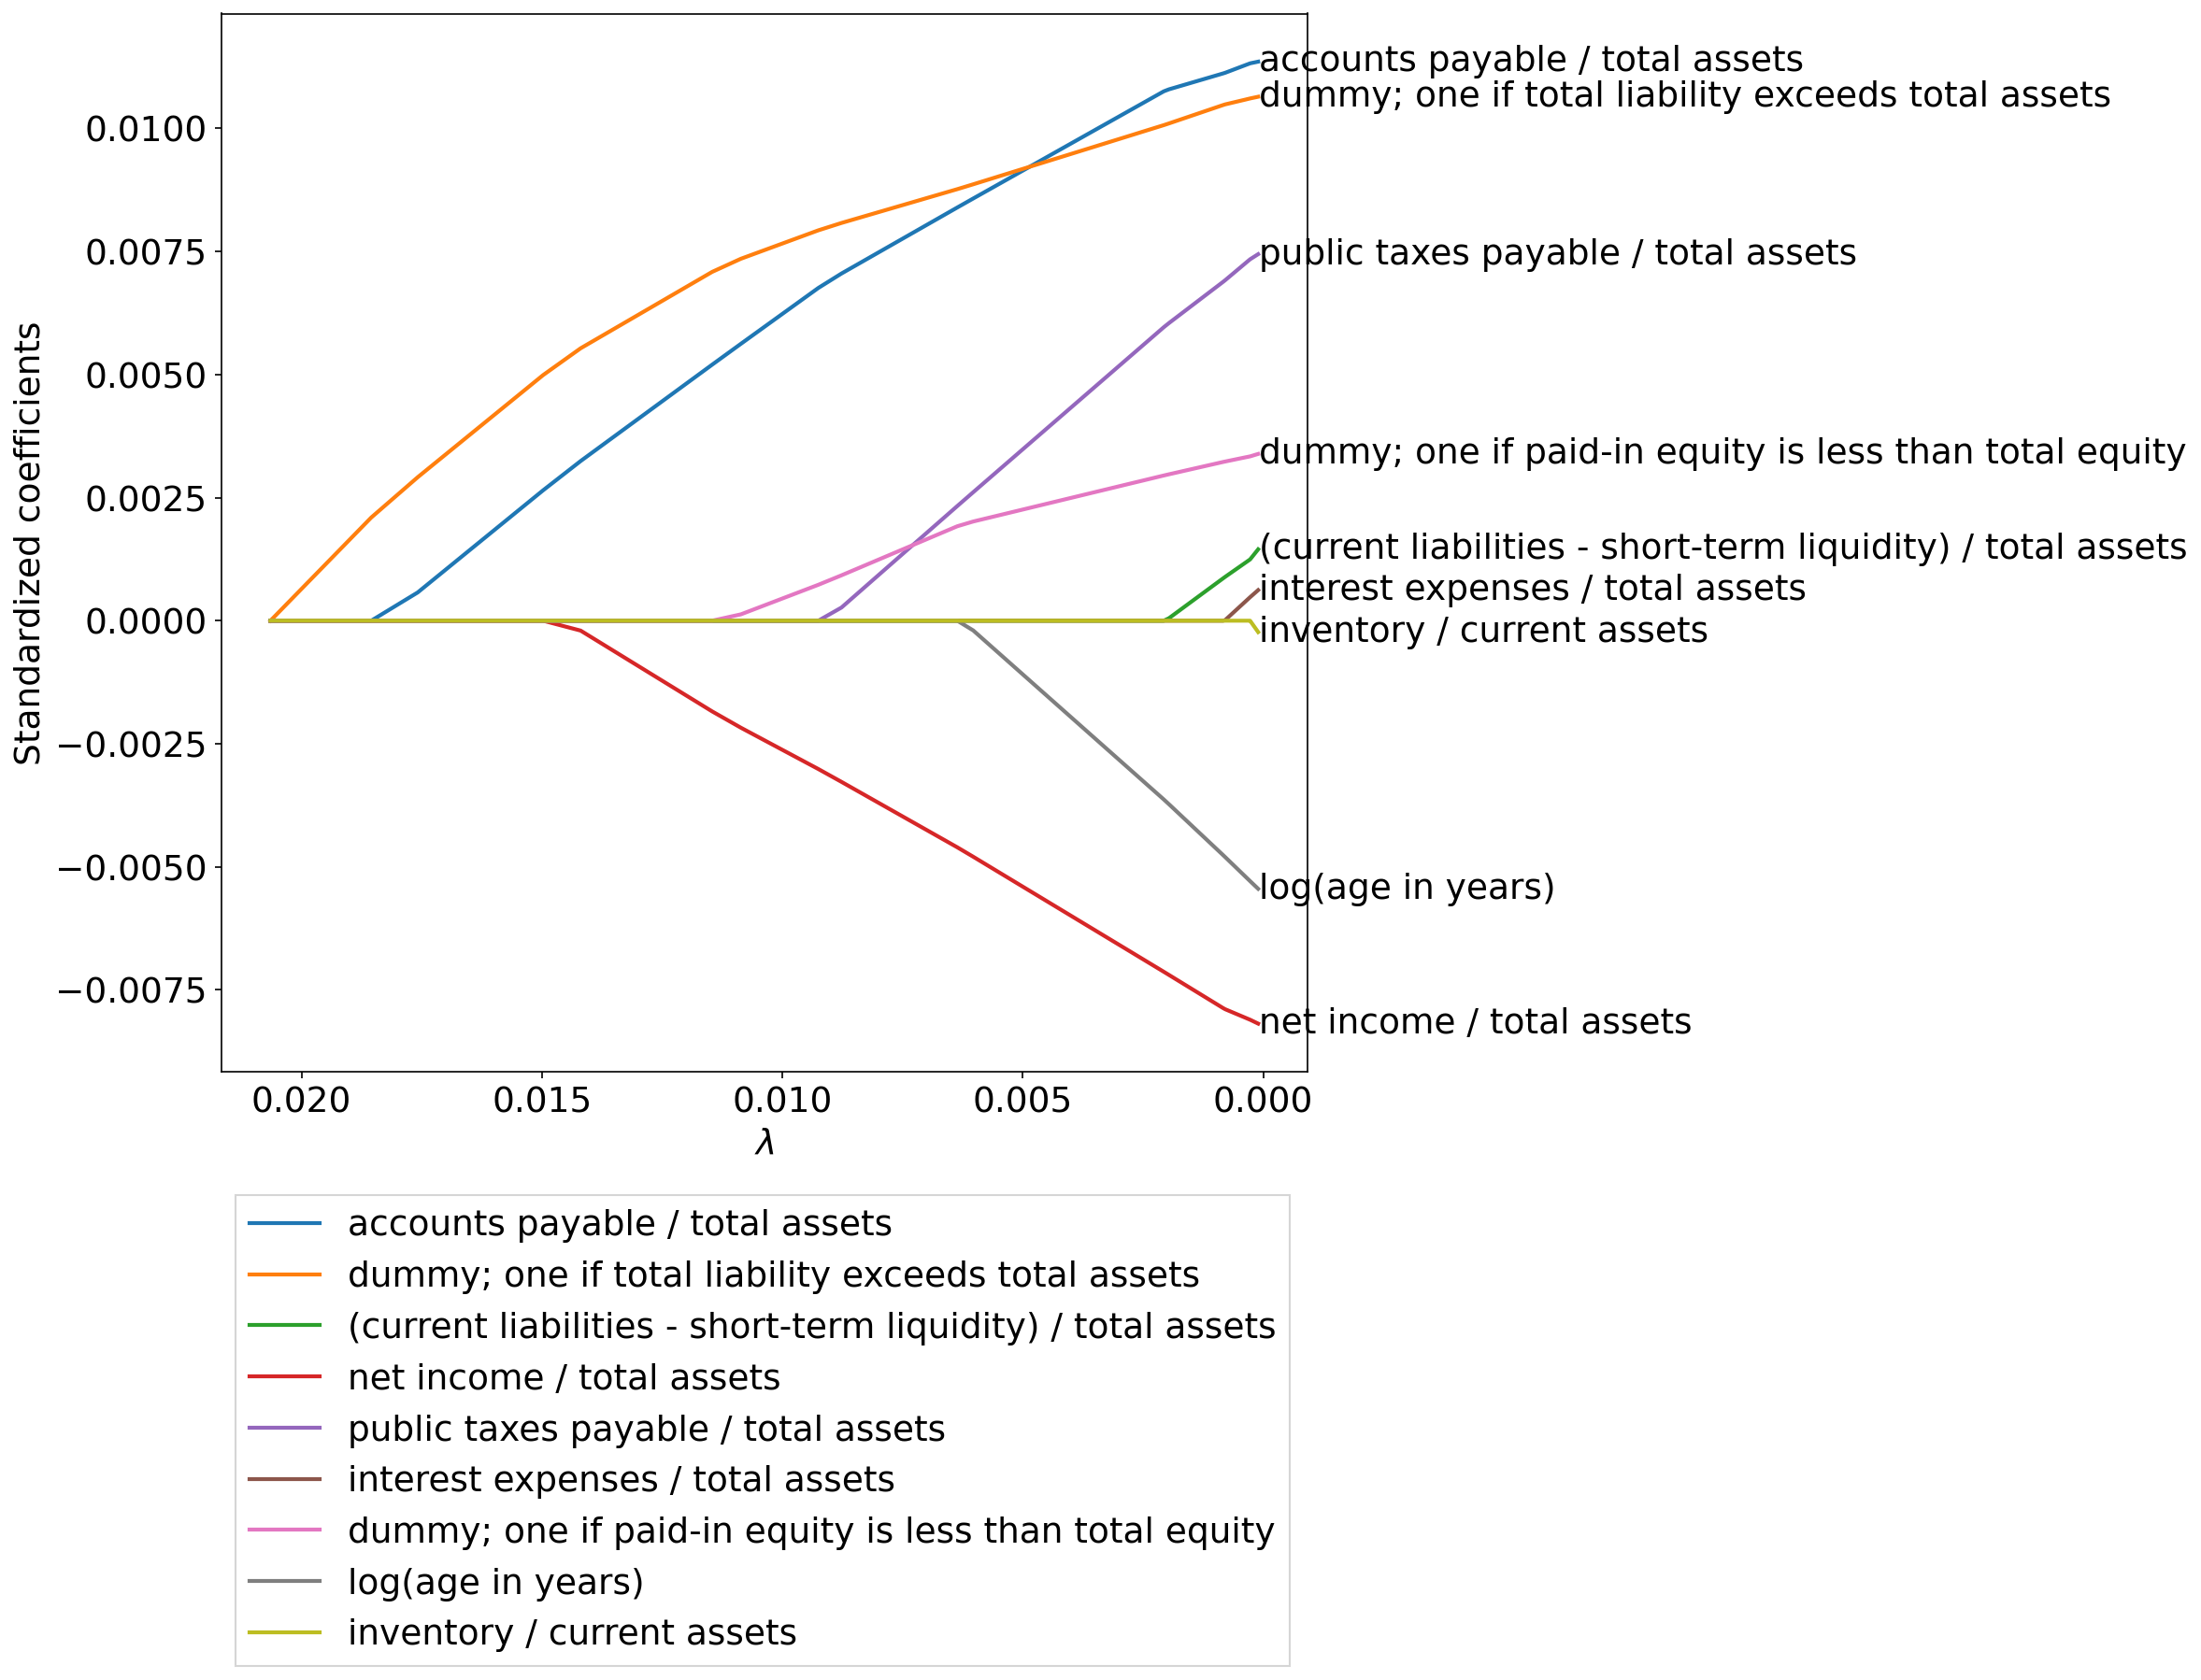 accounts payable / total assets
dummy; one if total liability exceeds total assets
0.0100
0.0075
public taxes payable / total assets
0.0050
dummy; one if paid-in equity is less than total equity
0.0025
(current liabilities - short-term liquidity) / total assets
interest expenses / total assets
0.0000
inventory / current assets
Standardized coefficients
−0.0025
−0.0050
log(age in years)
−0.0075
net income / total assets
0.020 0.015 0.010 0.005 0.000
λ
accounts payable / total assets
dummy; one if total liability exceeds total assets
(current liabilities - short-term liquidity) / total assets
net income / total assets
public taxes payable / total assets
interest expenses / total assets
dummy; one if paid-in equity is less than total equity
log(age in years)
inventory / current assets